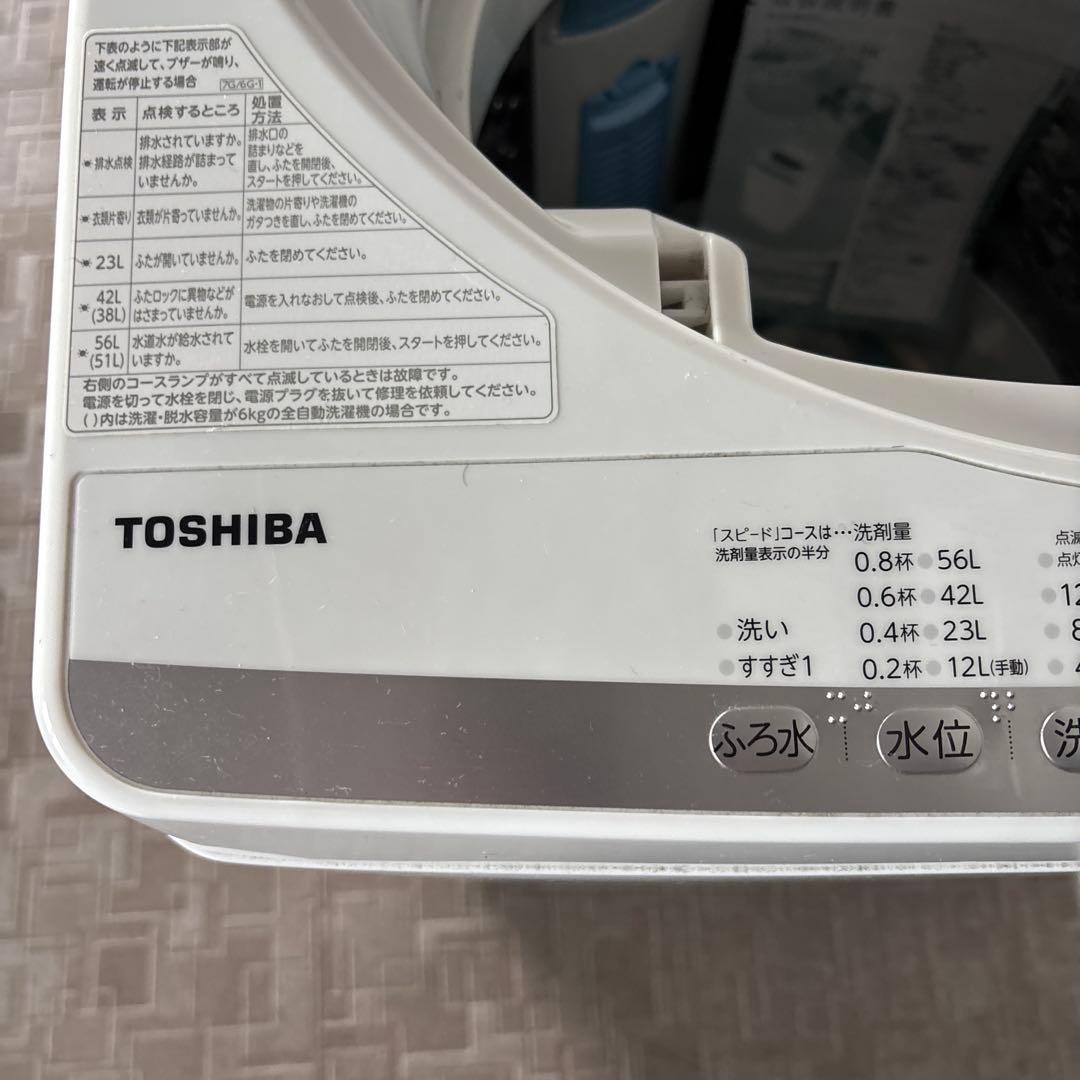 取扱説明書
下表のように下記表示部が
速く点滅して、ブザーが鳴り、
運転が停止する場合 7G/6G-1
表示 点検するところ 処置方法
排水点検 排水されていますか。排水経路が詰まっていませんか。 排水口の詰まりなどを直し、ふたを開閉後、スタートを押してください。
衣類片寄り 衣類が片寄っていませんか。 洗濯物の片寄りや洗濯機のガタつきを直し、ふたを閉めてください。
23L ふたが開いていませんか。 ふたを閉めてください。
42L (38L) ふたロックに異物などがはさまっていませんか。 電源を入れなおして点検後、ふたを閉めてください。
56L (51L) 水道水が給水されていますか。 水栓を開いてふたを開閉後、スタートを押してください。
右側のコースランプがすべて点滅しているときは故障です。
電源を切って水栓を閉じ、電源プラグを抜いて修理を依頼してください。
( )内は洗濯・脱水容量が6kgの全自動洗濯機の場合です。
TOSHIBA
「スピード」コースは…洗剤量
洗剤量表示の半分
0.8杯 56L
0.6杯 42L
洗い 0.4杯 23L
すすぎ1 0.2杯 12L(手動)
ふろ水 水位 洗